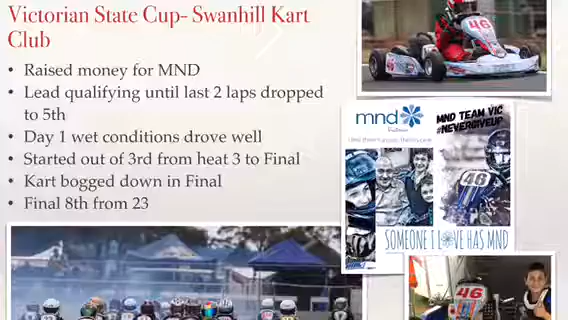 Victorian State Cup- Swanhill Kart
Club
• Raised money for MND
• Lead qualifying until last 2 laps dropped
to 5th
• Day 1 wet conditions drove well
• Started out of 3rd from heat 3 to Final
• Kart bogged down in Final
• Final 8th from 23
46
mnd
MND TEAM VIC
#NEVERGIVEUP
46
SOMEONE I LOVE HAS MND
mnd
46